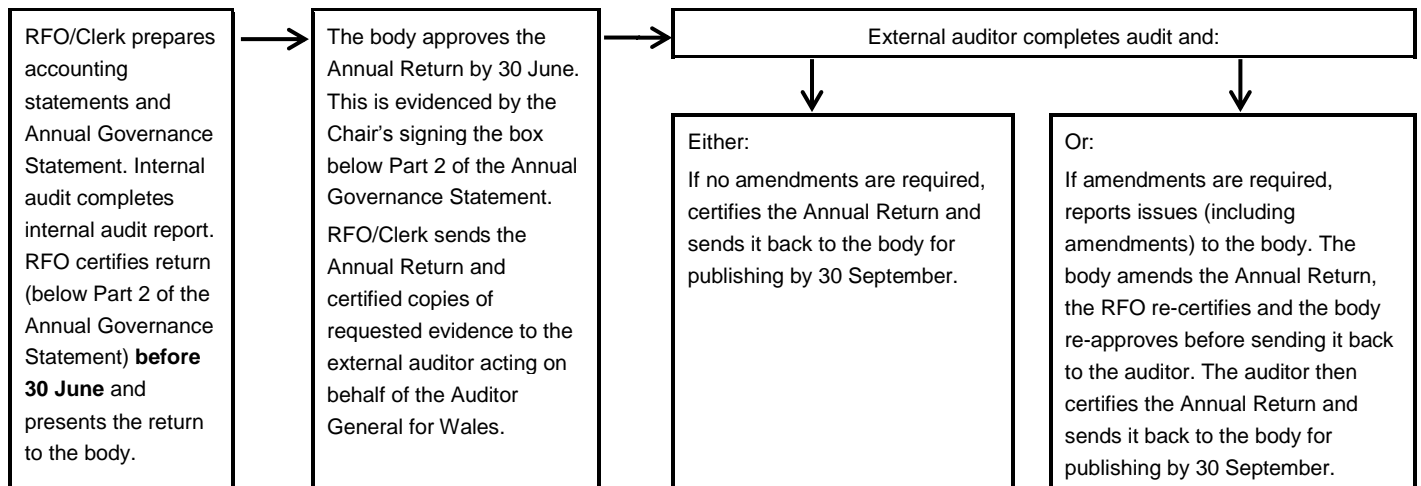 RFO/Clerk prepares
accounting
statements and
Annual Governance
Statement. Internal
audit completes
internal audit report.
RFO certifies return
(below Part 2 of the
Annual Governance
Statement) before
30 June and
presents the return
to the body.
The body approves the
Annual Return by 30 June.
This is evidenced by the
Chair’s signing the box
below Part 2 of the Annual
Governance Statement.
RFO/Clerk sends the
Annual Return and
certified copies of
requested evidence to the
external auditor acting on
behalf of the Auditor
General for Wales.
External auditor completes audit and:
Either:
If no amendments are required,
certifies the Annual Return and
sends it back to the body for
publishing by 30 September.
Or:
If amendments are required,
reports issues (including
amendments) to the body. The
body amends the Annual Return,
the RFO re-certifies and the body
re-approves before sending it back
to the auditor. The auditor then
certifies the Annual Return and
sends it back to the body for
publishing by 30 September.